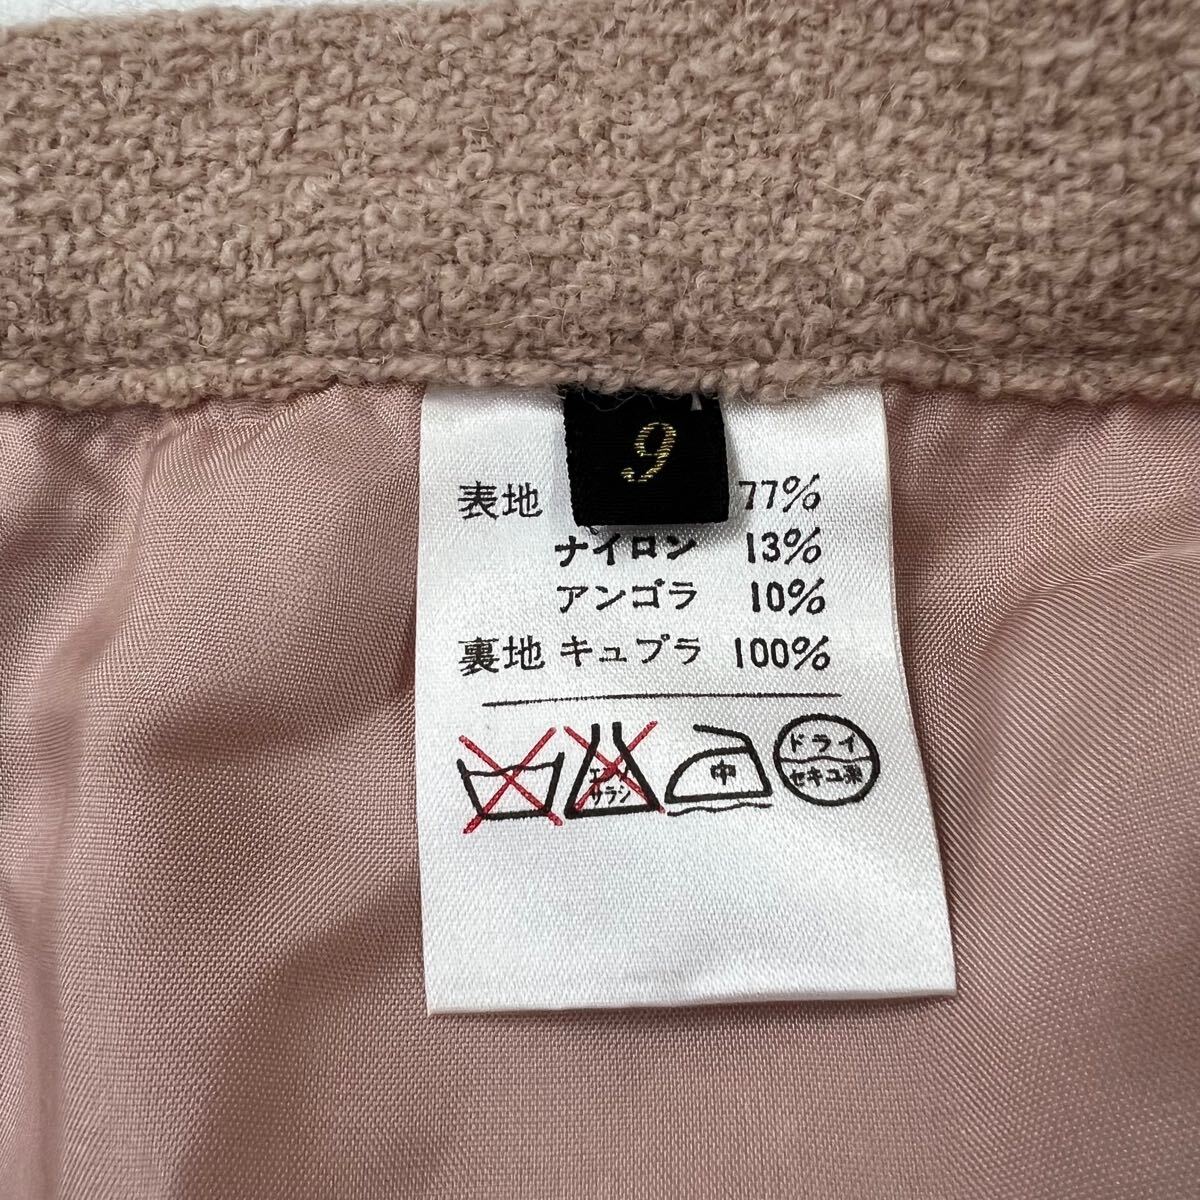 9
表地 77%
ナイロン 13%
アンゴラ 10%
裏地 キュプラ 100%
エンソ
サラシ
中
ドライ
セキユ系